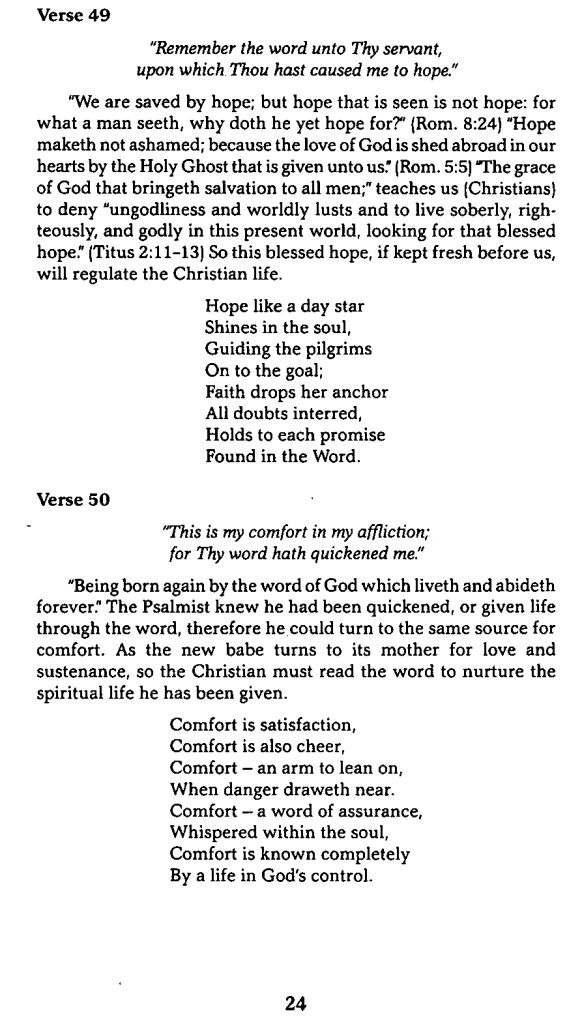 Verse 49
"Remember the word unto Thy servant,
upon which Thou hast caused me to hope."
"We are saved by hope; but hope that is seen is not hope: for
what a man seeth, why doth he yet hope for?" (Rom. 8:24) "Hope
maketh not ashamed; because the love of God is shed abroad in our
hearts by the Holy Ghost that is given unto us." (Rom. 5:5) "The grace
of God that bringeth salvation to all men;" teaches us (Christians)
to deny "ungodliness and worldly lusts and to live soberly, righ-
teously, and godly in this present world, looking for that blessed
hope." (Titus 2:11–13) So this blessed hope, if kept fresh before us,
will regulate the Christian life.
Hope like a day star
Shines in the soul,
Guiding the pilgrims
On to the goal;
Faith drops her anchor
All doubts interred,
Holds to each promise
Found in the Word.
Verse 50
"This is my comfort in my affliction;
for Thy word hath quickened me."
"Being born again by the word of God which liveth and abideth
forever." The Psalmist knew he had been quickened, or given life
through the word, therefore he could turn to the same source for
comfort. As the new babe turns to its mother for love and
sustenance, so the Christian must read the word to nurture the
spiritual life he has been given.
Comfort is satisfaction,
Comfort is also cheer,
Comfort – an arm to lean on,
When danger draweth near.
Comfort – a word of assurance,
Whispered within the soul,
Comfort is known completely
By a life in God's control.
24